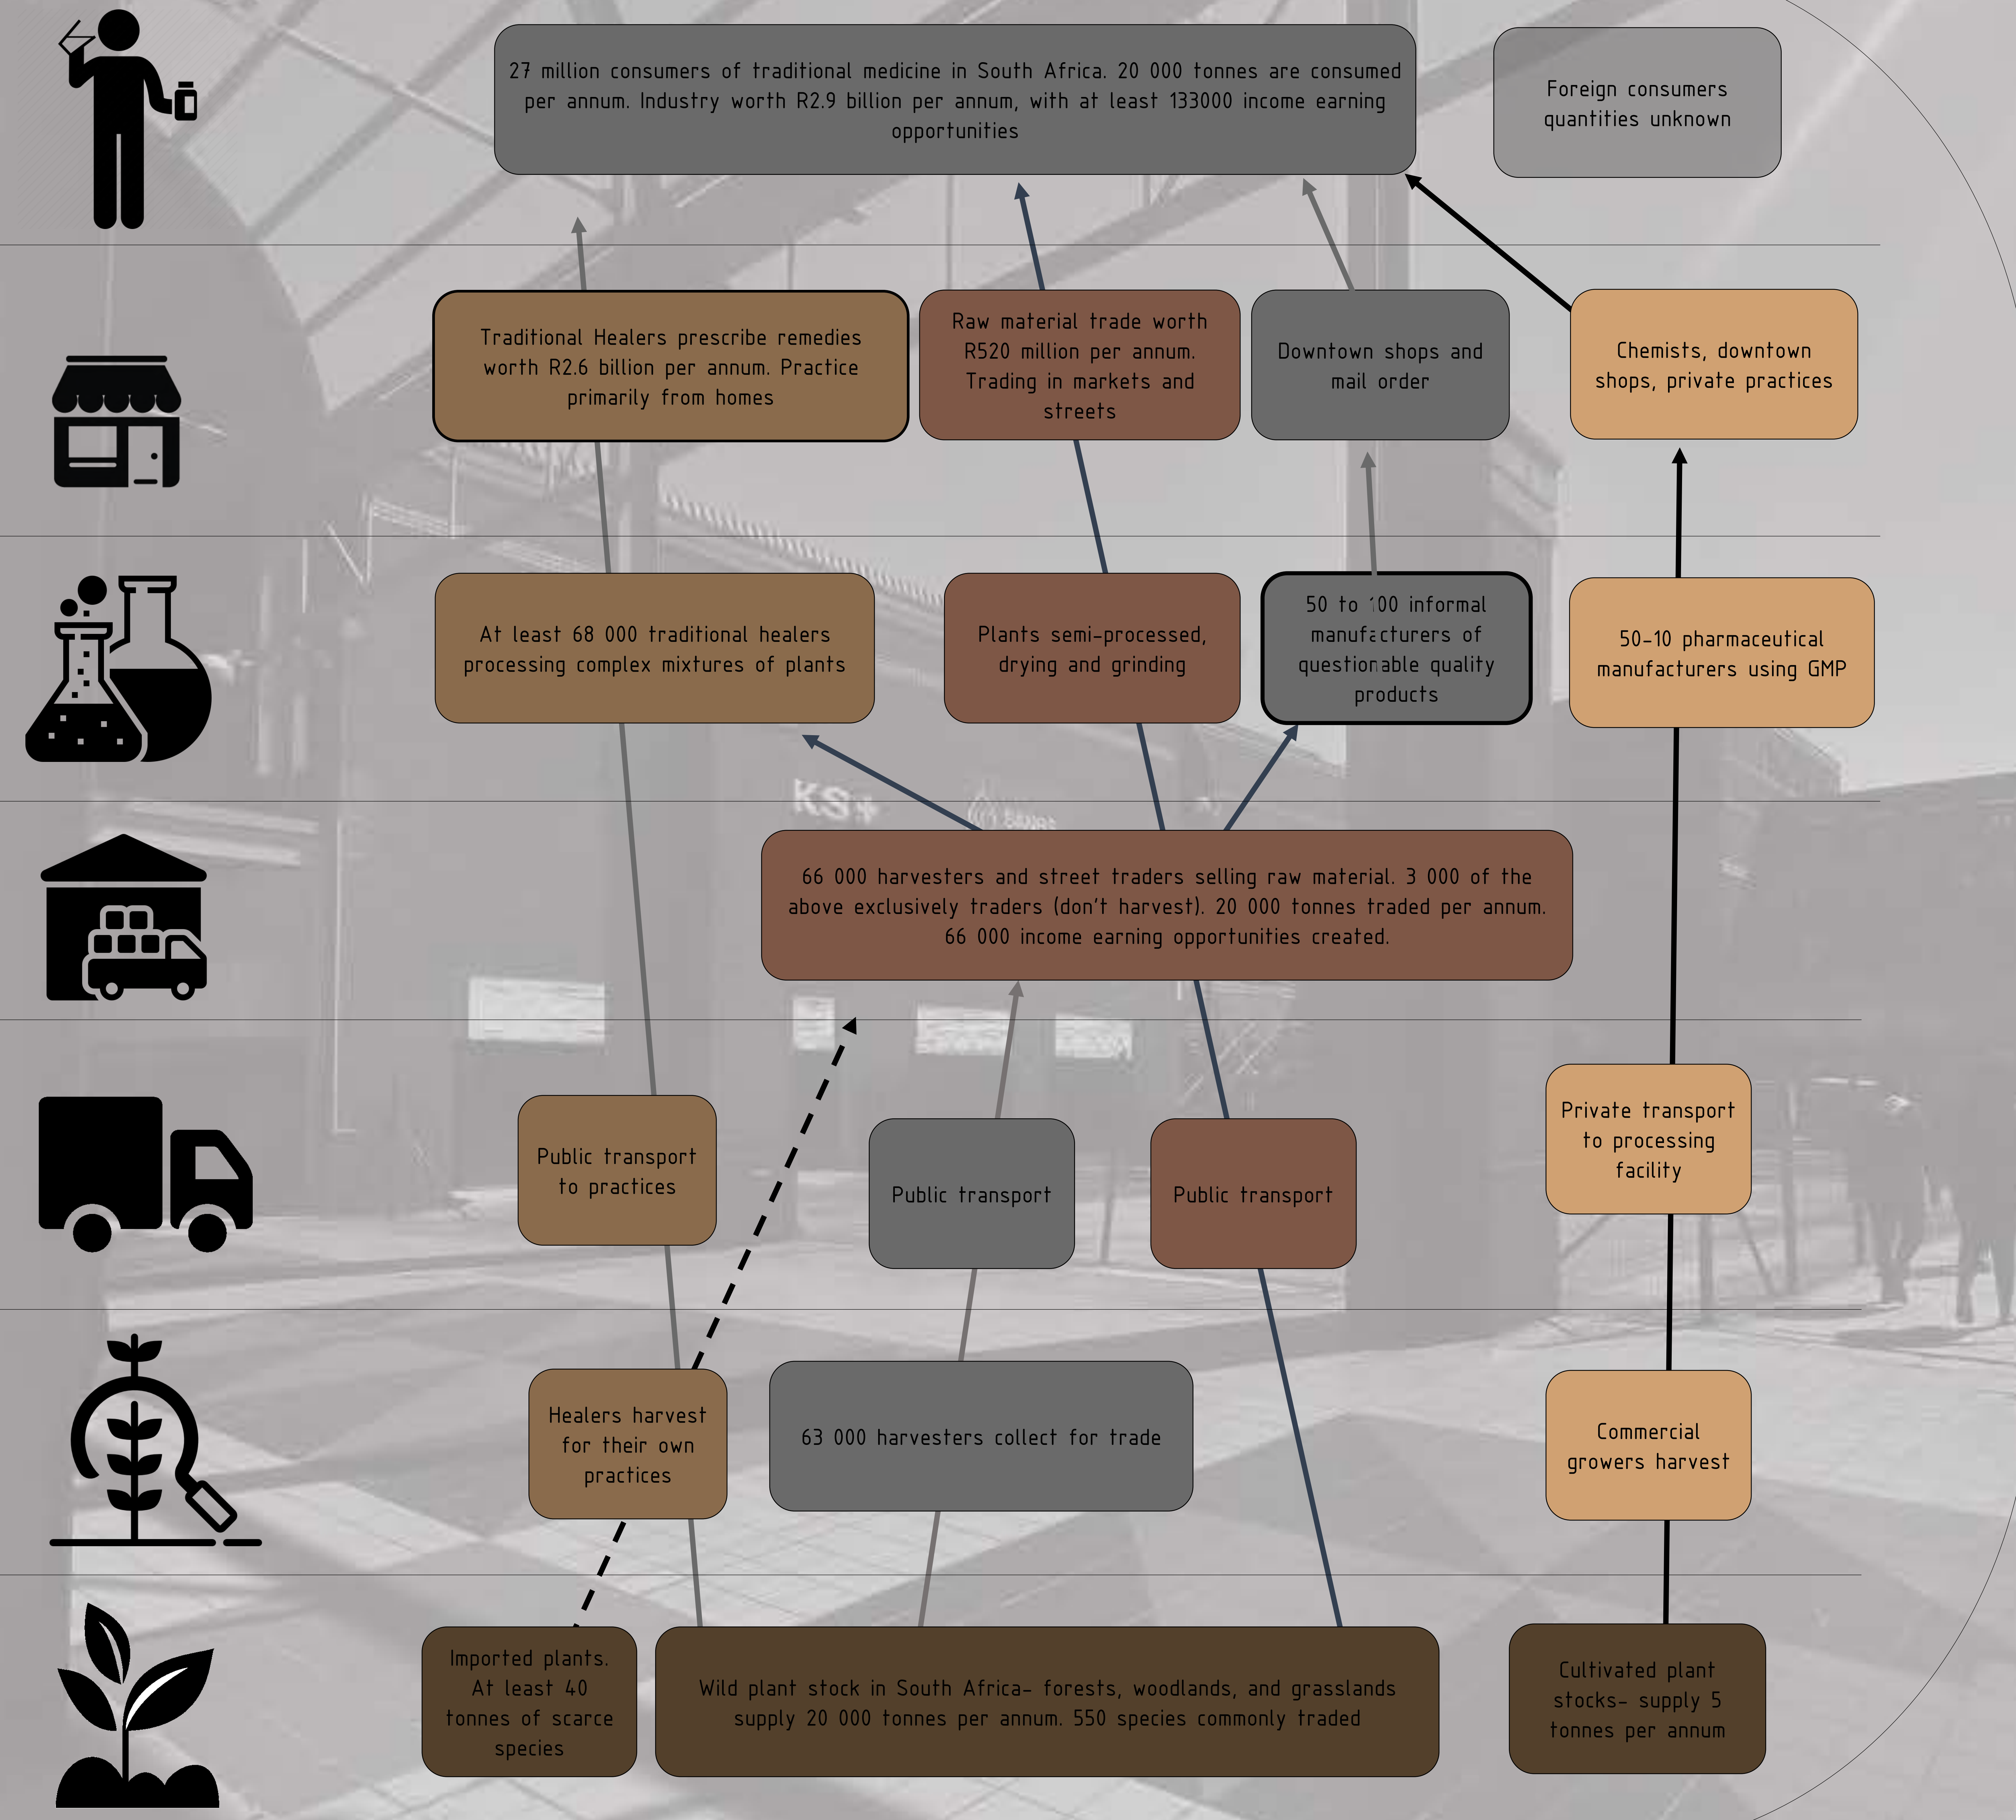 27 million consumers of traditional medicine in South Africa. 20 000 tonnes are consumed
per annum. Industry worth R2.9 billion per annum, with at least 133000 income earning
opportunities
Foreign consumers
quantities unknown
Traditional Healers prescribe remedies
worth R2.6 billion per annum. Practice
primarily from homes
Raw material trade worth
R520 million per annum.
Trading in markets and
streets
Downtown shops and
mail order
Chemists, downtown
shops, private practices
At least 68 000 traditional healers
processing complex mixtures of plants
Plants semi-processed,
drying and grinding
50 to 100 informal
manufacturers of
questionable quality
products
50-10 pharmaceutical
manufacturers using GMP
KS+
66 000 harvesters and street traders selling raw material. 3 000 of the
above exclusively traders (don't harvest). 20 000 tonnes traded per annum.
66 000 income earning opportunities created.
Public transport
to practices
Public transport
Public transport
Private transport
to processing
facility
Healers harvest
for their own
practices
63 000 harvesters collect for trade
Commercial
growers harvest
Imported plants.
At least 40
tonnes of scarce
species
Wild plant stock in South Africa- forests, woodlands, and grasslands
supply 20 000 tonnes per annum. 550 species commonly traded
Cultivated plant
stocks- supply 5
tonnes per annum